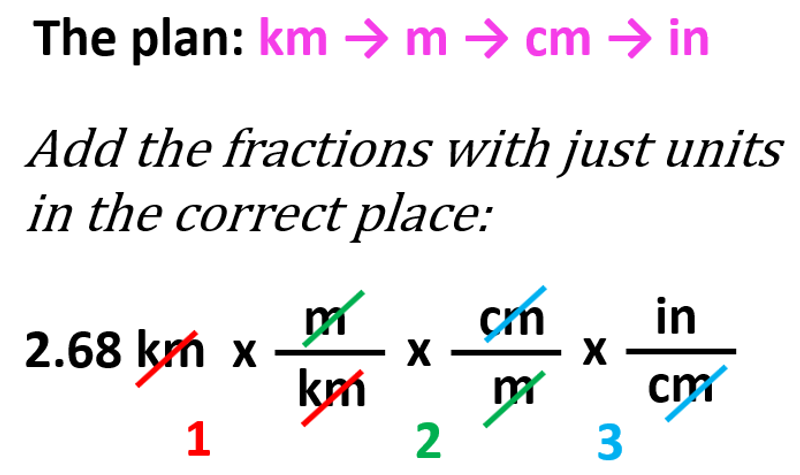 The plan: km → m → cm → in
Add the fractions with just units
in the correct place:
2.68 km x m/km x cm/m x in/cm
1 2 3